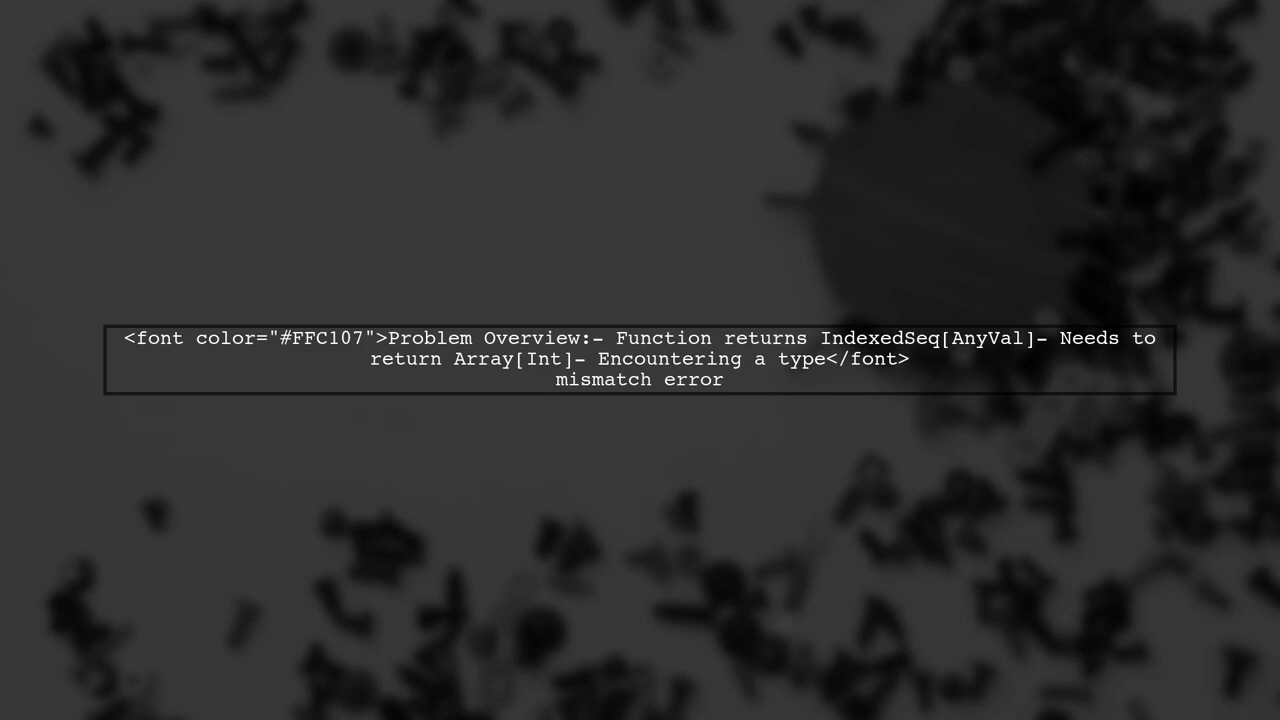 <font color="#FFC107">Problem Overview:- Function returns IndexedSeq[AnyVal]- Needs to
return Array[Int]- Encountering a type</font>
mismatch error